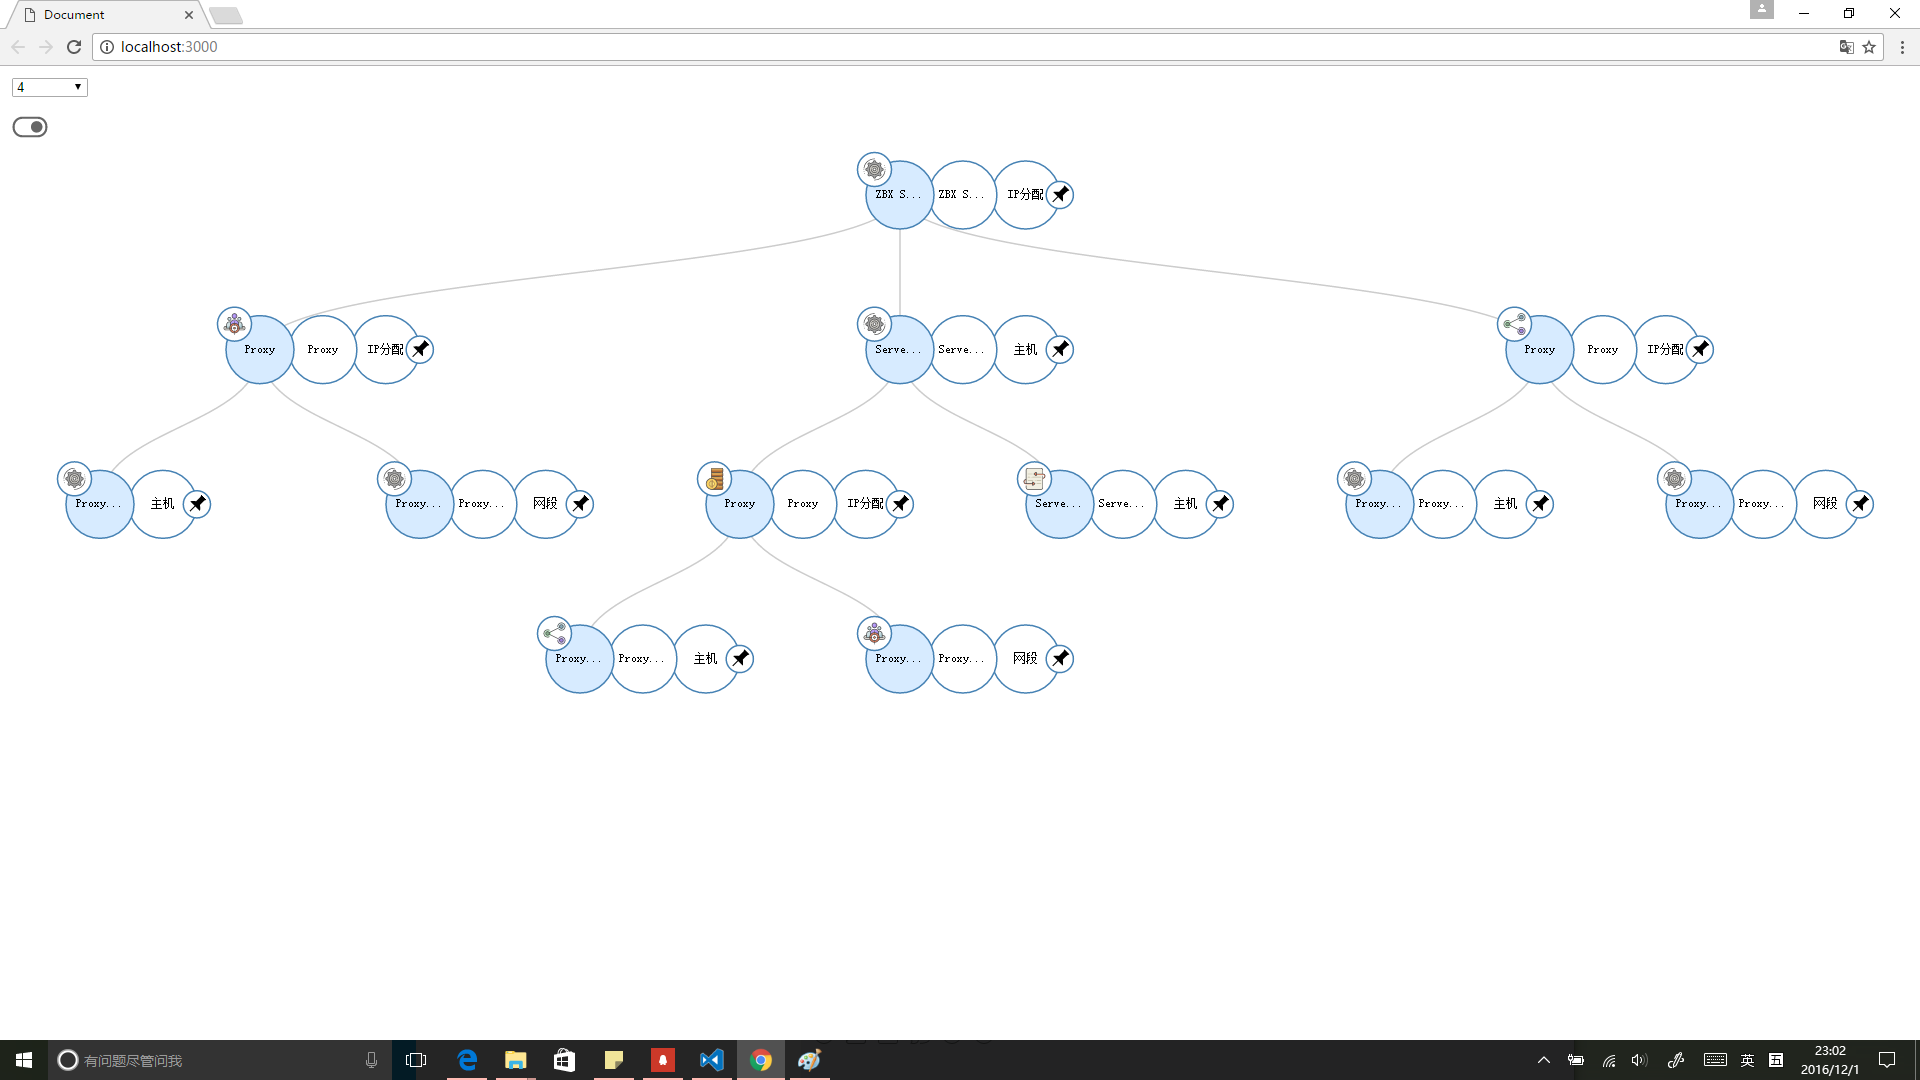 Document
localhost:3000
4
ZBX S... ZBX S... IP分配
Proxy Proxy IP分配
Serve... Serve... 主机
Proxy Proxy IP分配
Proxy... 主机
Proxy... Proxy... 网段
Proxy Proxy IP分配
Serve... Serve... 主机
Proxy... Proxy... 主机
Proxy... Proxy... 网段
Proxy... Proxy... 主机
Proxy... Proxy... 网段
有问题尽管问我
英
23:02
2016/12/1